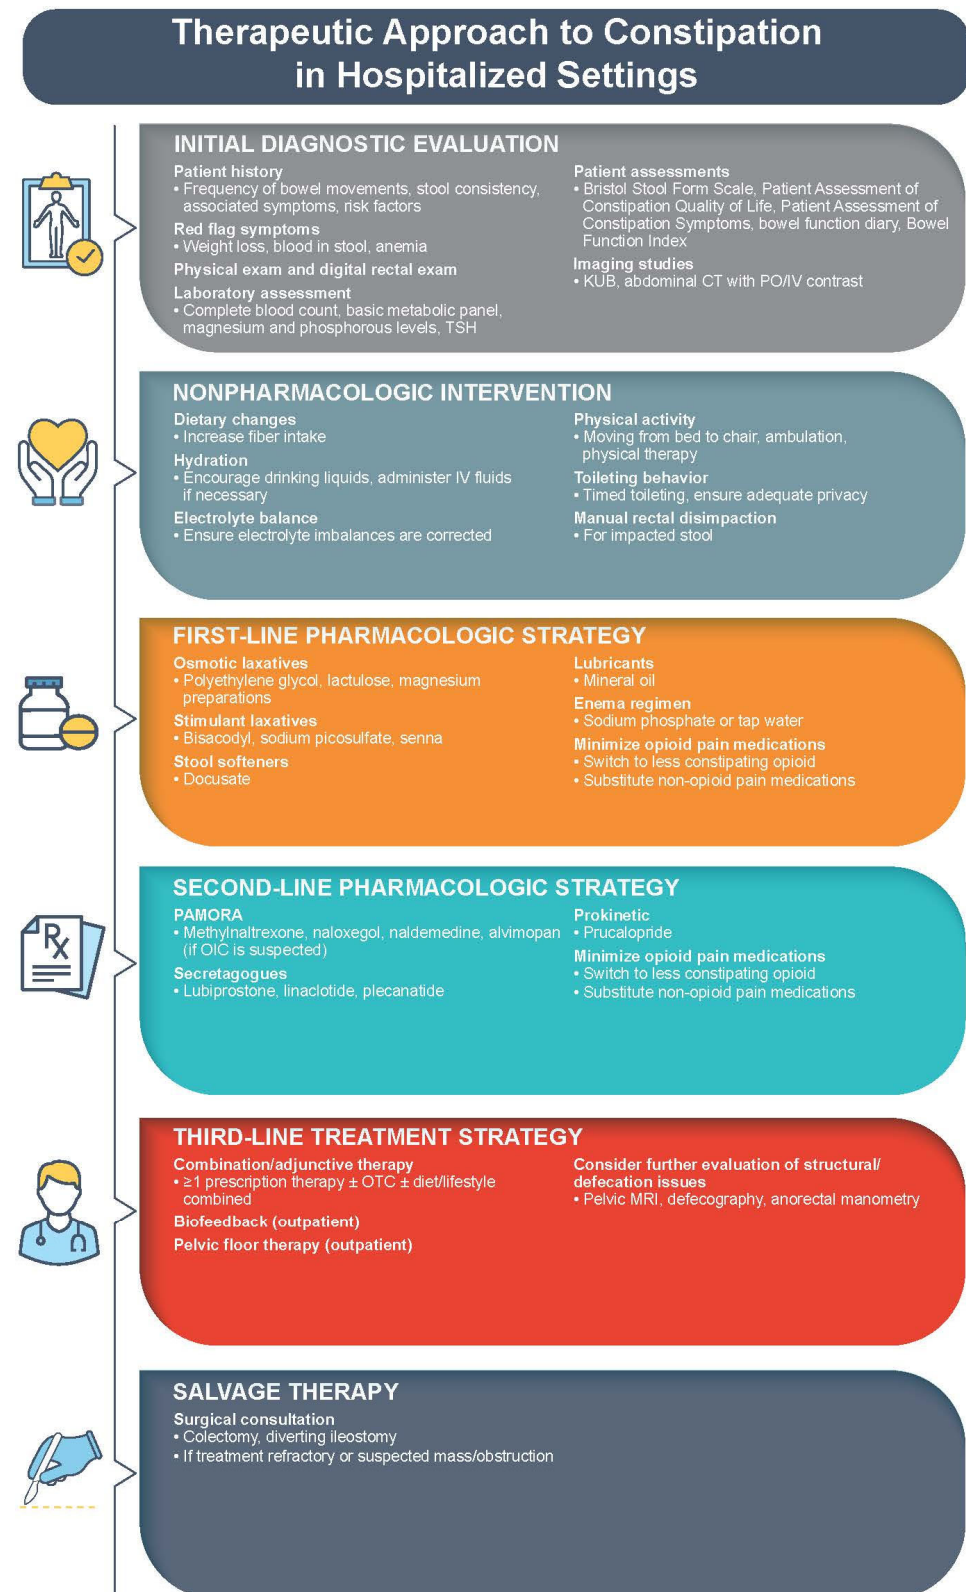 Therapeutic Approach to Constipation
in Hospitalized Settings
INITIAL DIAGNOSTIC EVALUATION
Patient history
• Frequency of bowel movements, stool consistency,
associated symptoms, risk factors
Red flag symptoms
• Weight loss, blood in stool, anemia
Physical exam and digital rectal exam
Laboratory assessment
• Complete blood count, basic metabolic panel,
magnesium and phosphorous levels, TSH
Patient assessments
• Bristol Stool Form Scale, Patient Assessment of
Constipation Quality of Life, Patient Assessment of
Constipation Symptoms, bowel function diary, Bowel
Function Index
Imaging studies
• KUB, abdominal CT with PO/IV contrast
NONPHARMACOLOGIC INTERVENTION
Dietary changes
• Increase fiber intake
Hydration
• Encourage drinking liquids, administer IV fluids
if necessary
Electrolyte balance
• Ensure electrolyte imbalances are corrected
Physical activity
• Moving from bed to chair, ambulation,
physical therapy
Toileting behavior
• Timed toileting, ensure adequate privacy
Manual rectal disimpaction
• For impacted stool
FIRST-LINE PHARMACOLOGIC STRATEGY
Osmotic laxatives
• Polyethylene glycol, lactulose, magnesium
preparations
Stimulant laxatives
• Bisacodyl, sodium picosulfate, senna
Stool softeners
• Docusate
Lubricants
• Mineral oil
Enema regimen
• Sodium phosphate or tap water
Minimize opioid pain medications
• Switch to less constipating opioid
• Substitute non-opioid pain medications
Rx
SECOND-LINE PHARMACOLOGIC STRATEGY
PAMORA
• Methylnaltrexone, naloxegol, naldemedine, alvimopan
(if OIC is suspected)
Secretagogues
• Lubiprostone, linaclotide, plecanatide
Prokinetic
• Prucalopride
Minimize opioid pain medications
• Switch to less constipating opioid
• Substitute non-opioid pain medications
THIRD-LINE TREATMENT STRATEGY
Combination/adjunctive therapy
• ≥1 prescription therapy ± OTC ± diet/lifestyle
combined
Biofeedback (outpatient)
Pelvic floor therapy (outpatient)
Consider further evaluation of structural/
defecation issues
• Pelvic MRI, defecography, anorectal manometry
SALVAGE THERAPY
Surgical consultation
• Colectomy, diverting ileostomy
• If treatment refractory or suspected mass/obstruction